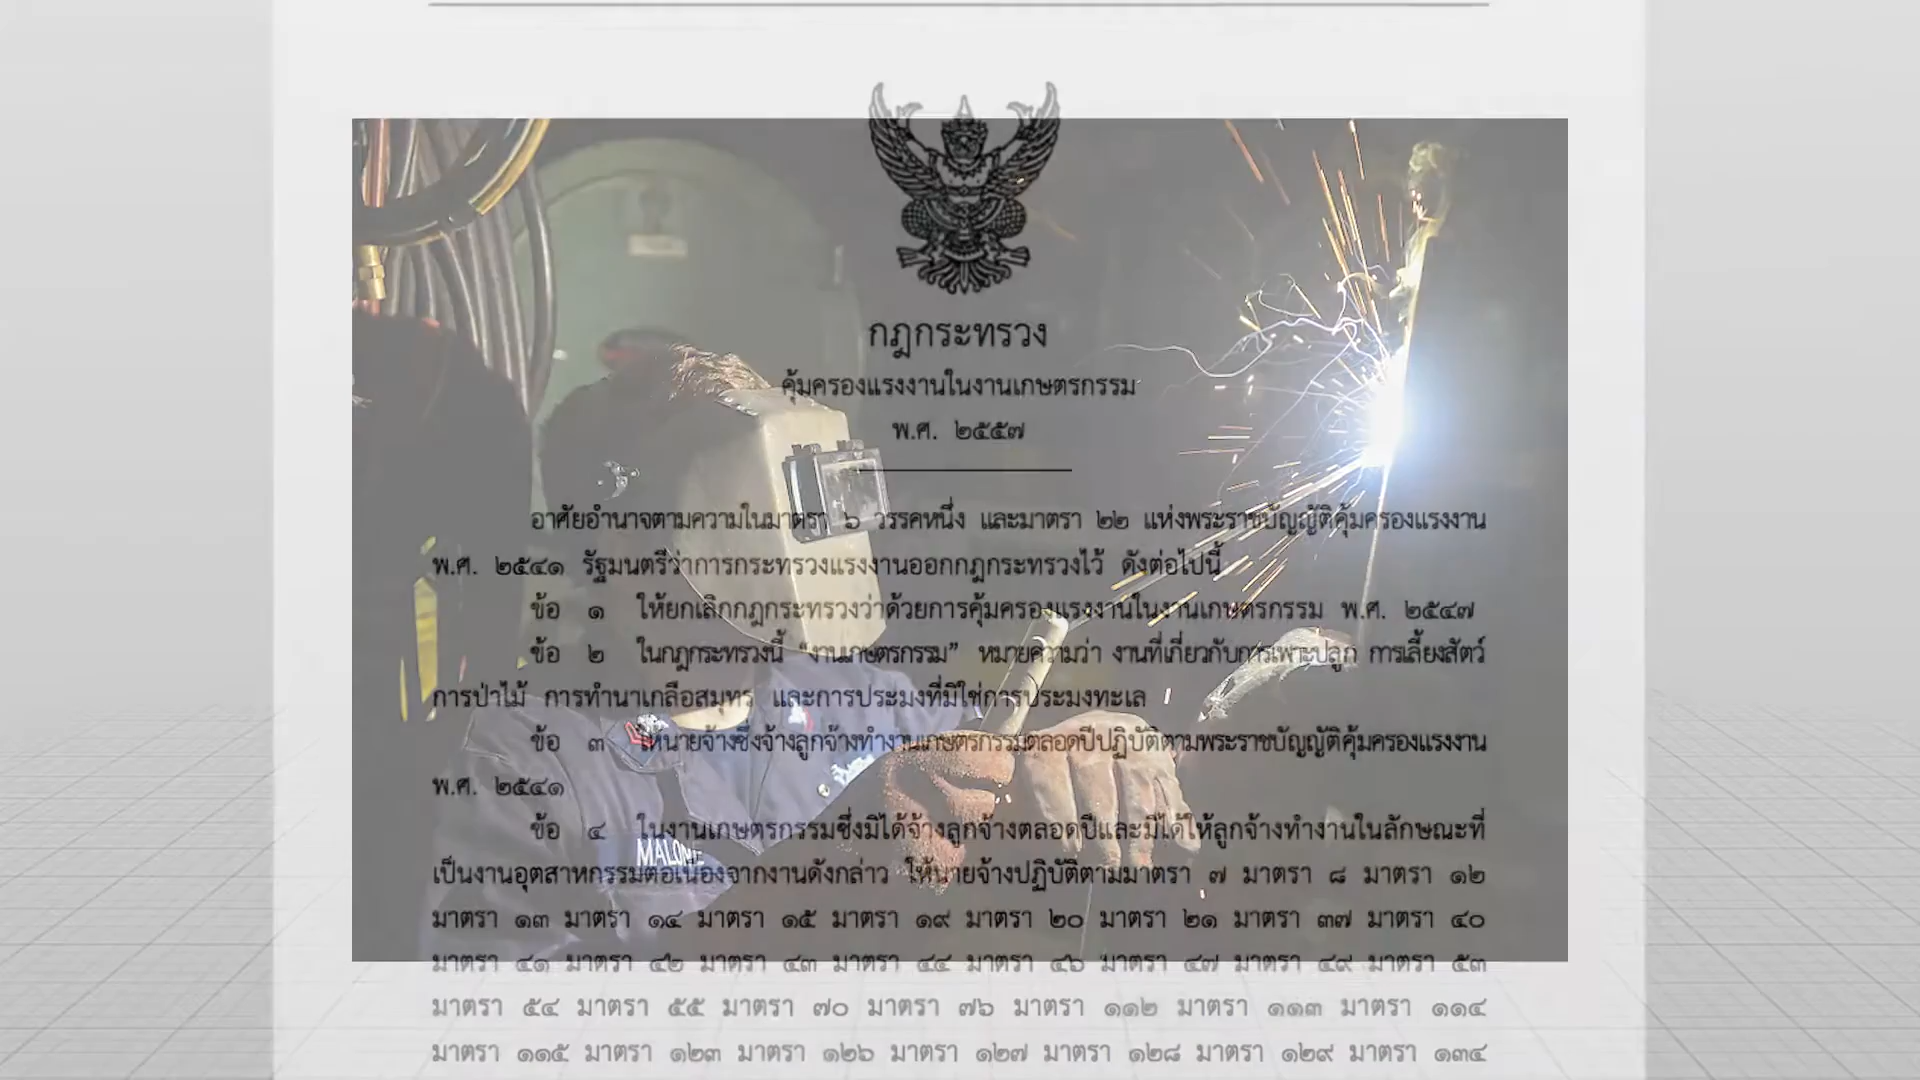 กฎกระทรวง
คุ้มครองแรงงานในงานเกษตรกรรม
พ.ศ. ๒๕๕๗
อาศัยอำนาจตามความในมาตรา ๖ วรรคหนึ่ง และมาตรา ๒๒ แห่งพระราชบัญญัติคุ้มครองแรงงาน
พ.ศ. ๒๕๔๑ รัฐมนตรีว่าการกระทรวงแรงงานออกกฎกระทรวงไว้ ดังต่อไปนี้
ข้อ ๑ ให้ยกเลิกกฎกระทรวงว่าด้วยการคุ้มครองแรงงานในงานเกษตรกรรม พ.ศ. ๒๕๔๗
ข้อ ๒ ในกฎกระทรวงนี้ “งานเกษตรกรรม” หมายความว่า งานที่เกี่ยวกับการเพาะปลูก การเลี้ยงสัตว์
การป่าไม้ การทำนาเกลือสมุทร และการประมงที่มิใช่การประมงทะเล
ข้อ ๓ ให้นายจ้างซึ่งจ้างลูกจ้างทำงานเกษตรกรรมตลอดปีปฏิบัติตามพระราชบัญญัติคุ้มครองแรงงาน
พ.ศ. ๒๕๔๑
ข้อ ๔ ในงานเกษตรกรรมซึ่งมิได้จ้างลูกจ้างตลอดปีและมิได้ให้ลูกจ้างทำงานในลักษณะที่
MALONE
เป็นงานอุตสาหกรรมต่อเนื่องจากงานดังกล่าว ให้นายจ้างปฏิบัติตามมาตรา ๗ มาตรา ๘ มาตรา ๑๒
มาตรา ๑๓ มาตรา ๑๔ มาตรา ๑๕ มาตรา ๑๙ มาตรา ๒๐ มาตรา ๒๑ มาตรา ๓๗ มาตรา ๔๐
มาตรา ๔๑ มาตรา ๔๒ มาตรา ๔๓ มาตรา ๔๔ มาตรา ๔๖ มาตรา ๔๗ มาตรา ๔๙ มาตรา ๕๓
มาตรา ๕๔ มาตรา ๕๕ มาตรา ๗๐ มาตรา ๗๖ มาตรา ๑๑๒ มาตรา ๑๑๓ มาตรา ๑๑๔
มาตรา ๑๑๕ มาตรา ๑๒๓ มาตรา ๑๒๖ มาตรา ๑๒๗ มาตรา ๑๒๘ มาตรา ๑๒๙ มาตรา ๑๓๔